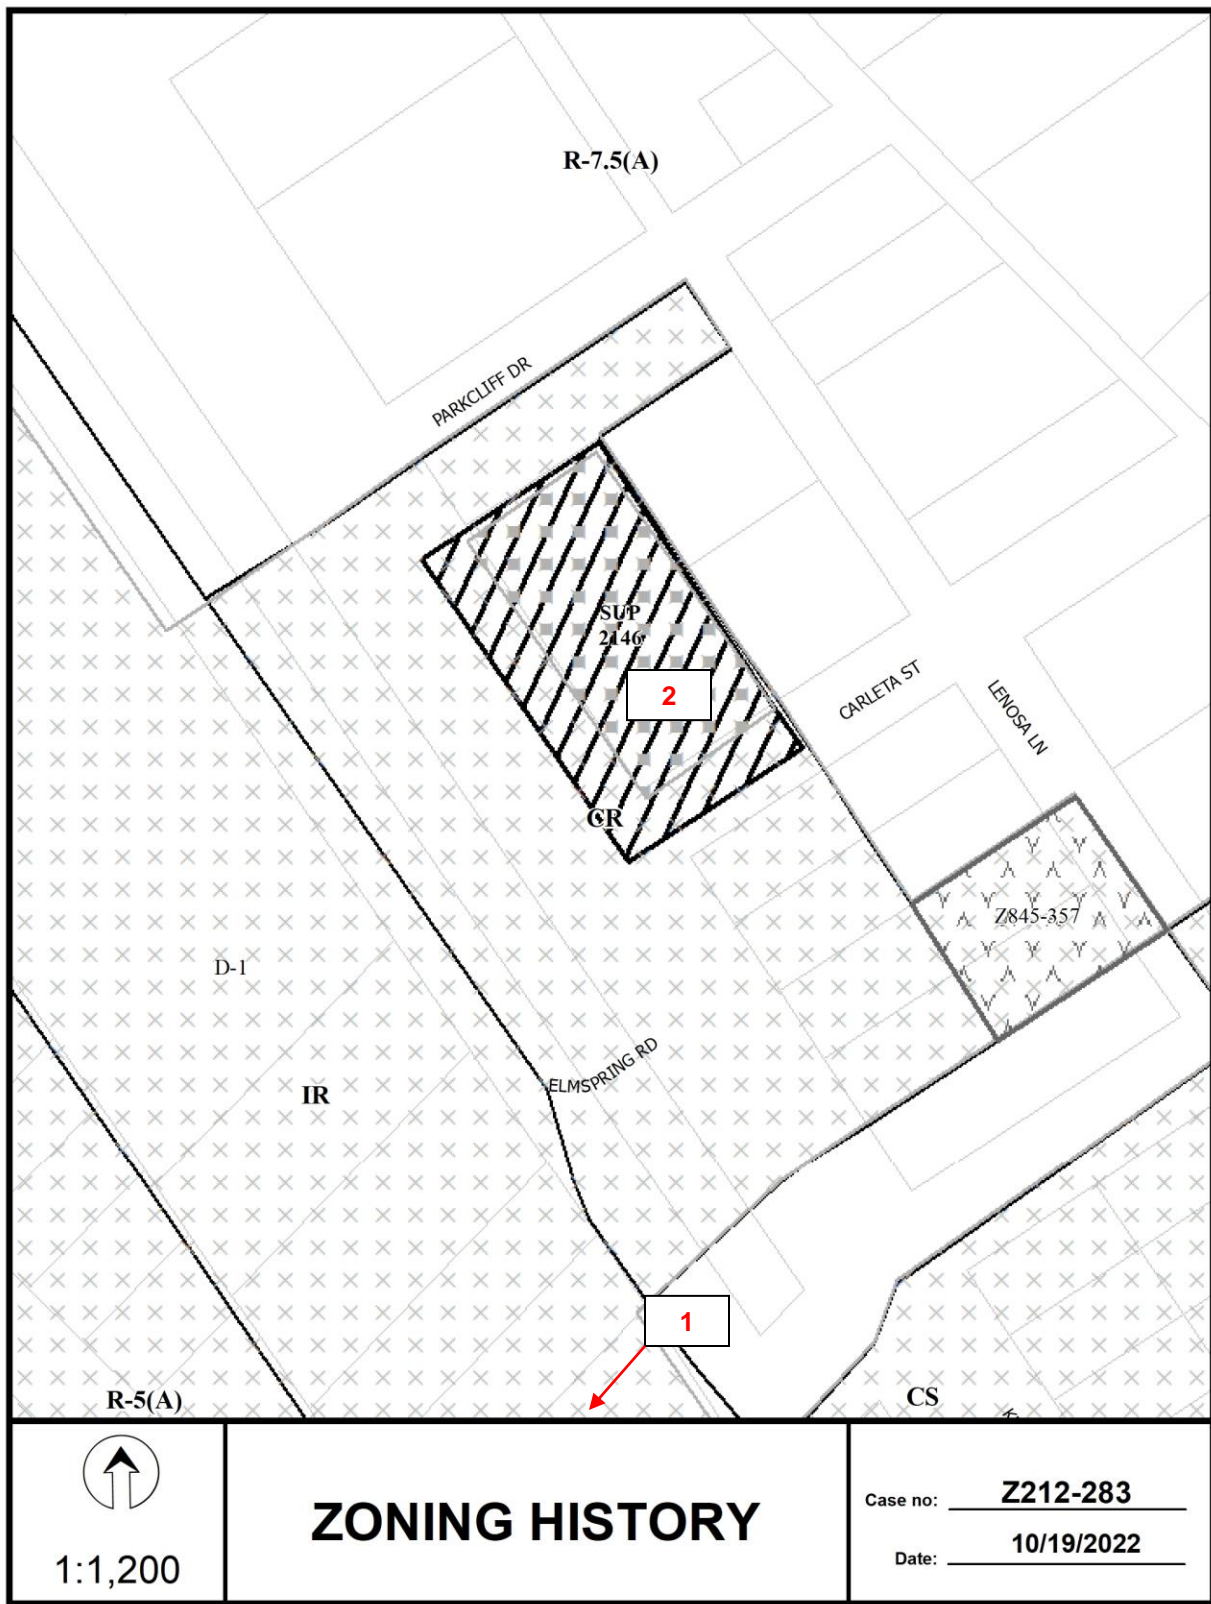 R-7.5(A)
PARKCLIFF DR
SUP
2146
2
CARLETA ST
LENOSA LN
CR
Z845-357
D-1
ELMSPRING RD
IR
1
R-5(A)
CS
1:1,200
ZONING HISTORY
Case no: Z212-283
Date: 10/19/2022